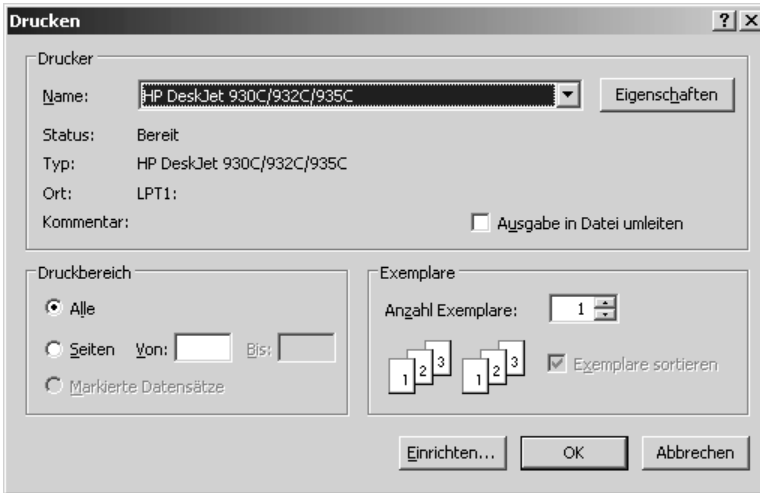 Drucken
Drucker
Name: HP DeskJet 930C/932C/935C Eigenschaften
Status: Bereit
Typ: HP DeskJet 930C/932C/935C
Ort: LPT1:
Kommentar: Ausgabe in Datei umleiten
Druckbereich Exemplare
Alle Anzahl Exemplare: 1
Seiten Von: Bis:
1 2 3 1 2 3 Exemplare sortieren
Markierte Datensätze
Einrichten... OK Abbrechen